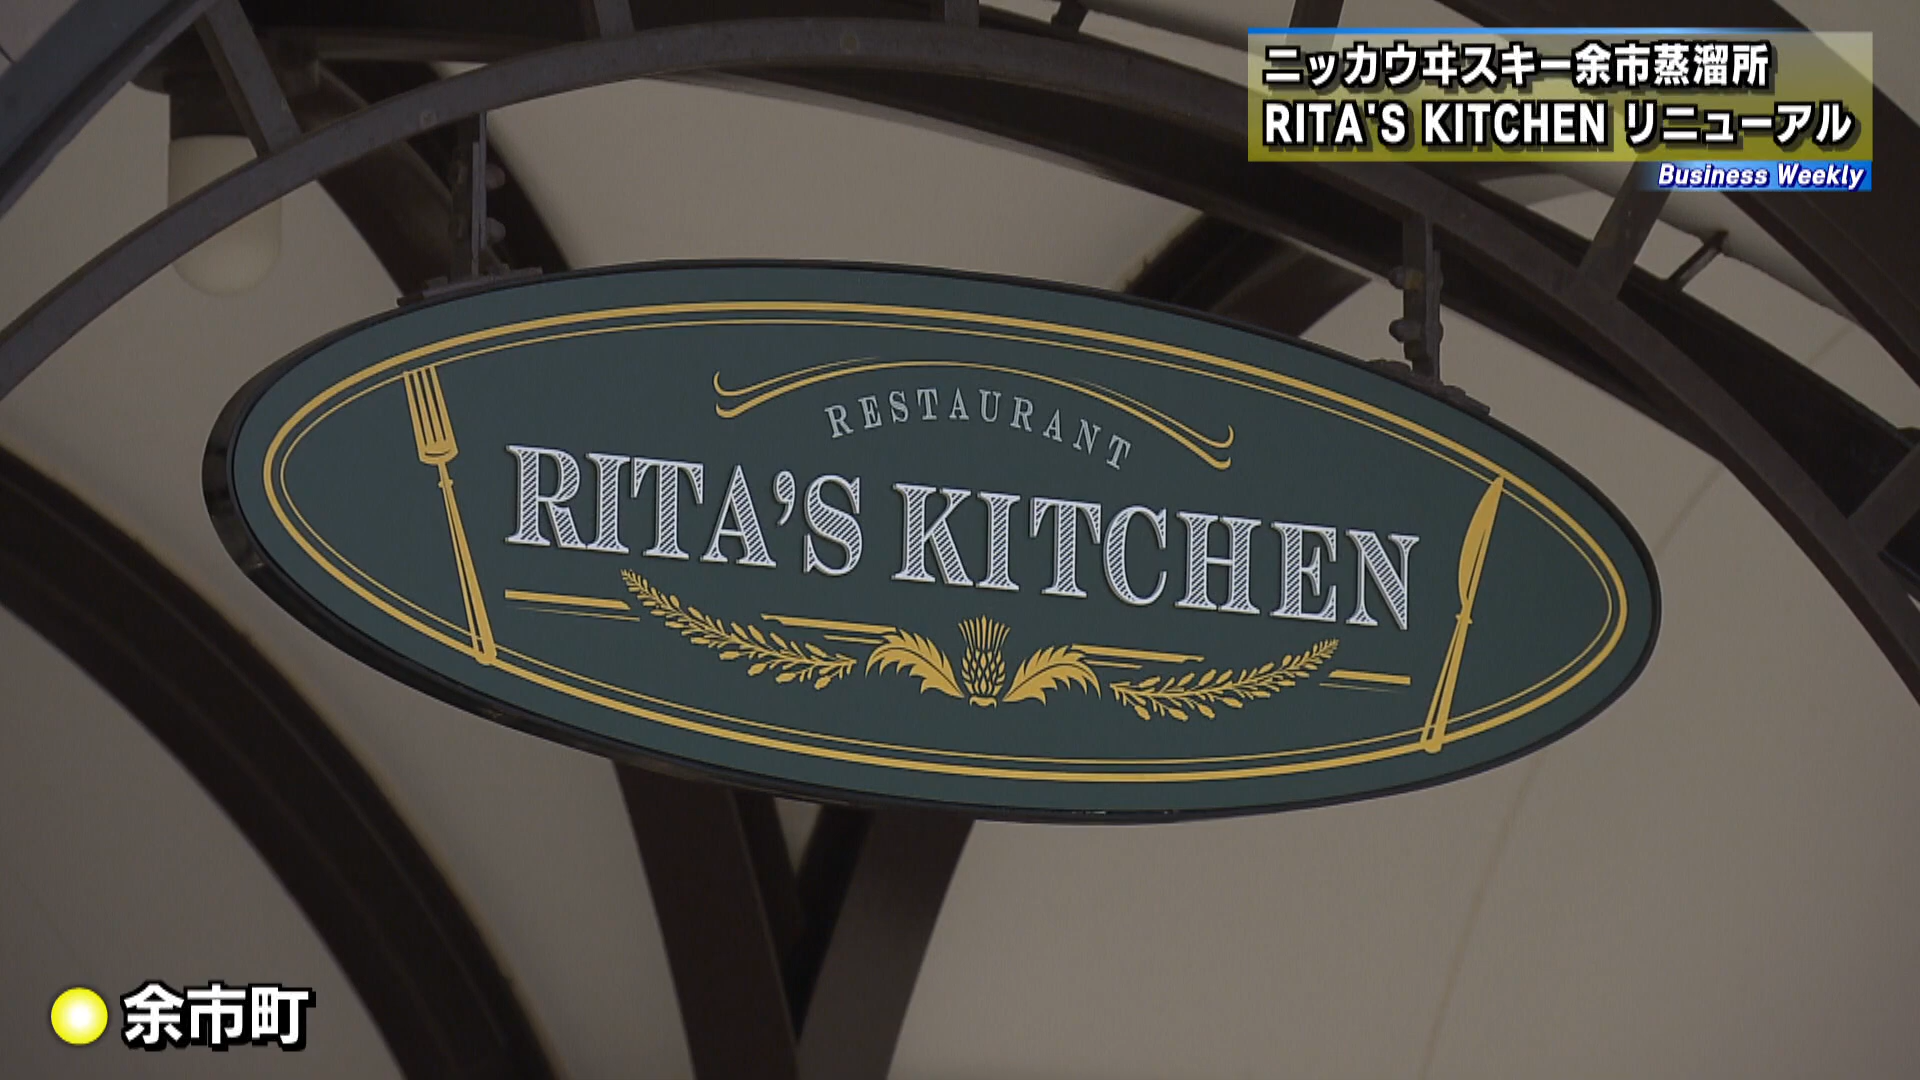 ニッカウヰスキー余市蒸溜所
RITA'S KITCHEN リニューアル
Business Weekly
RESTAURANT
RITA'S KITCHEN
余市町